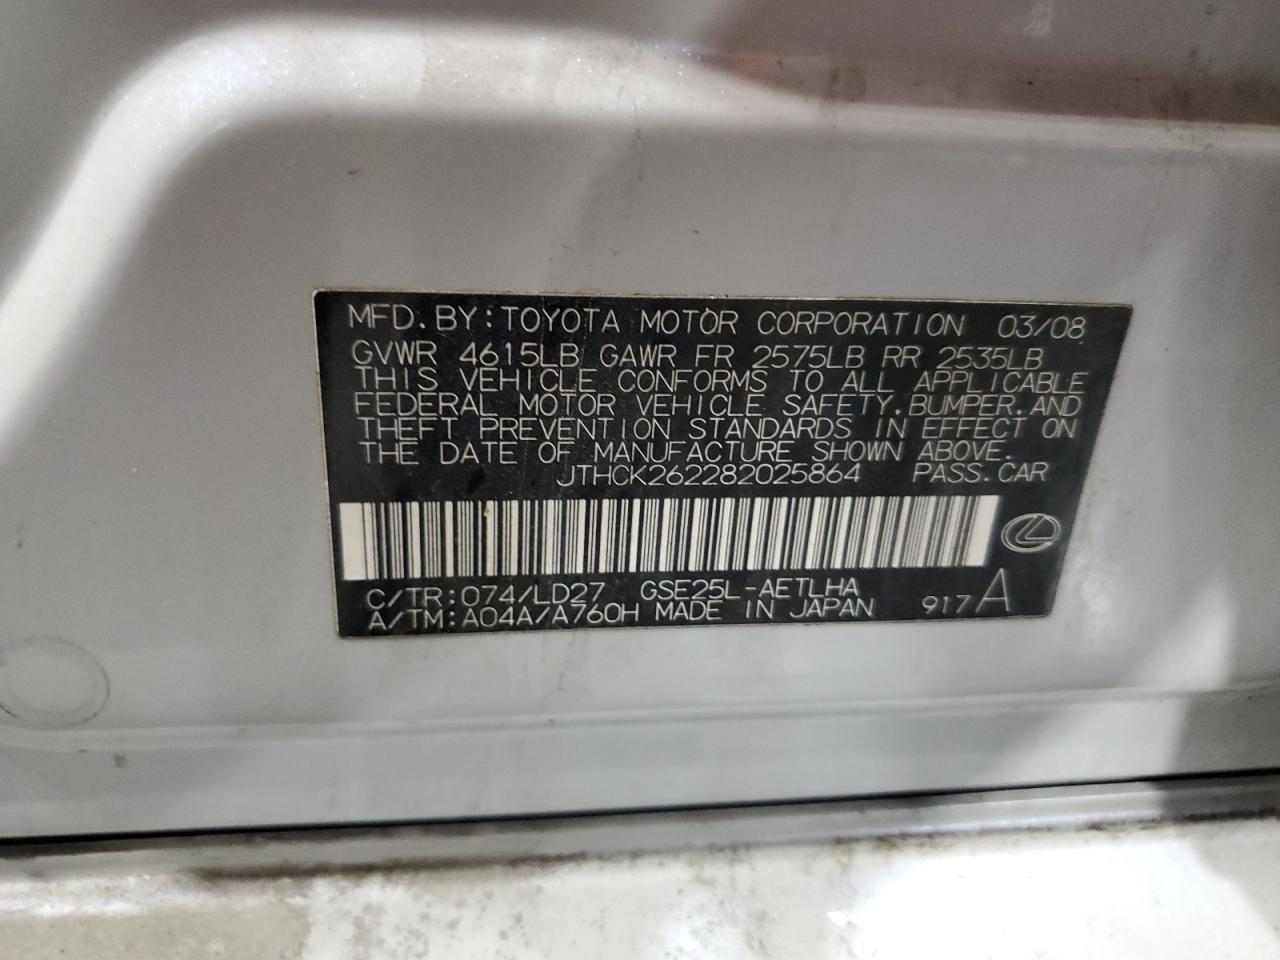 MFD. BY: TOYOTA MOTOR CORPORATION 03/08
GVWR 4615LB GAWR FR 2575LB RR 2535LB
THIS VEHICLE CONFORMS TO ALL APPLICABLE
FEDERAL MOTOR VEHICLE SAFETY, BUMPER, AND
THEFT PREVENTION STANDARDS IN EFFECT ON
THE DATE OF MANUFACTURE SHOWN ABOVE.
JTHCK262282025864 PASS. CAR
C/TR: 074/LD27 GSE25L-AETLHA
A/TM: A04A/A760H MADE IN JAPAN 917A